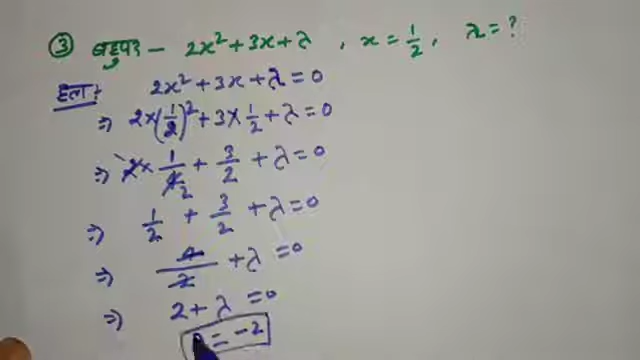 ③ बहुपद - 2x² + 3x + λ , x = 1/2, λ = ?
हल: 2x² + 3x + λ = 0
⇒ 2×(1/2)² + 3×1/2 + λ = 0
⇒ 2× 1/4 2 + 3/2 + λ = 0
⇒ 1/2 + 3/2 + λ = 0
⇒ 4/2 + λ = 0
⇒ 2 + λ = 0
= -2